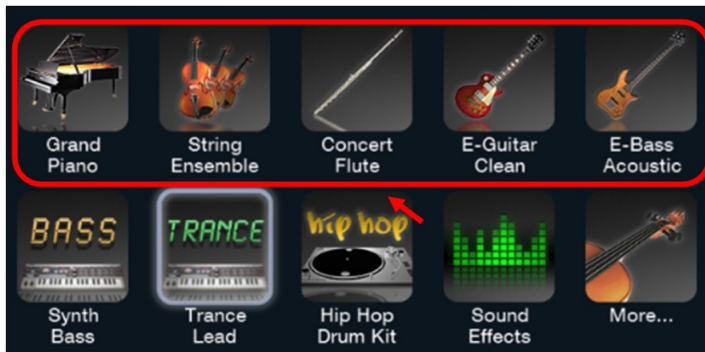 Grand
Piano
String
Ensemble
Concert
Flute
E-Guitar
Clean
E-Bass
Acoustic
BASS
TRANCE
hip hop
Synth
Bass
Trance
Lead
Hip Hop
Drum Kit
Sound
Effects
More...